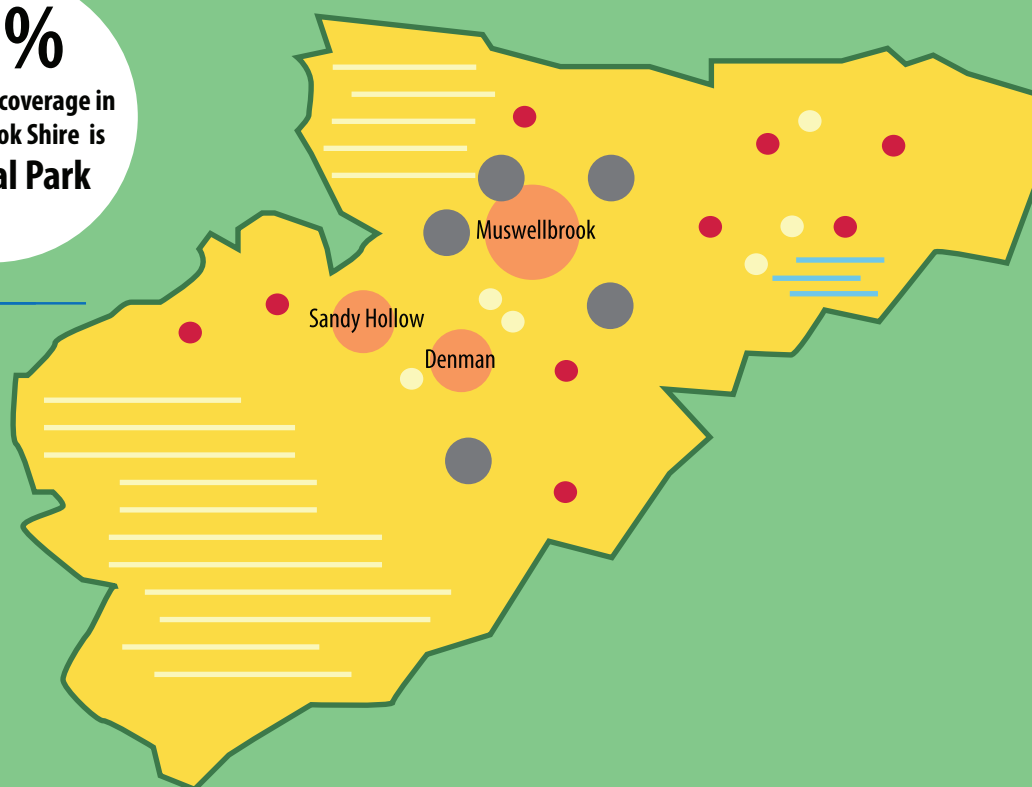 %
coverage in
ok Shire is
al Park
Muswellbrook
Sandy Hollow
Denman